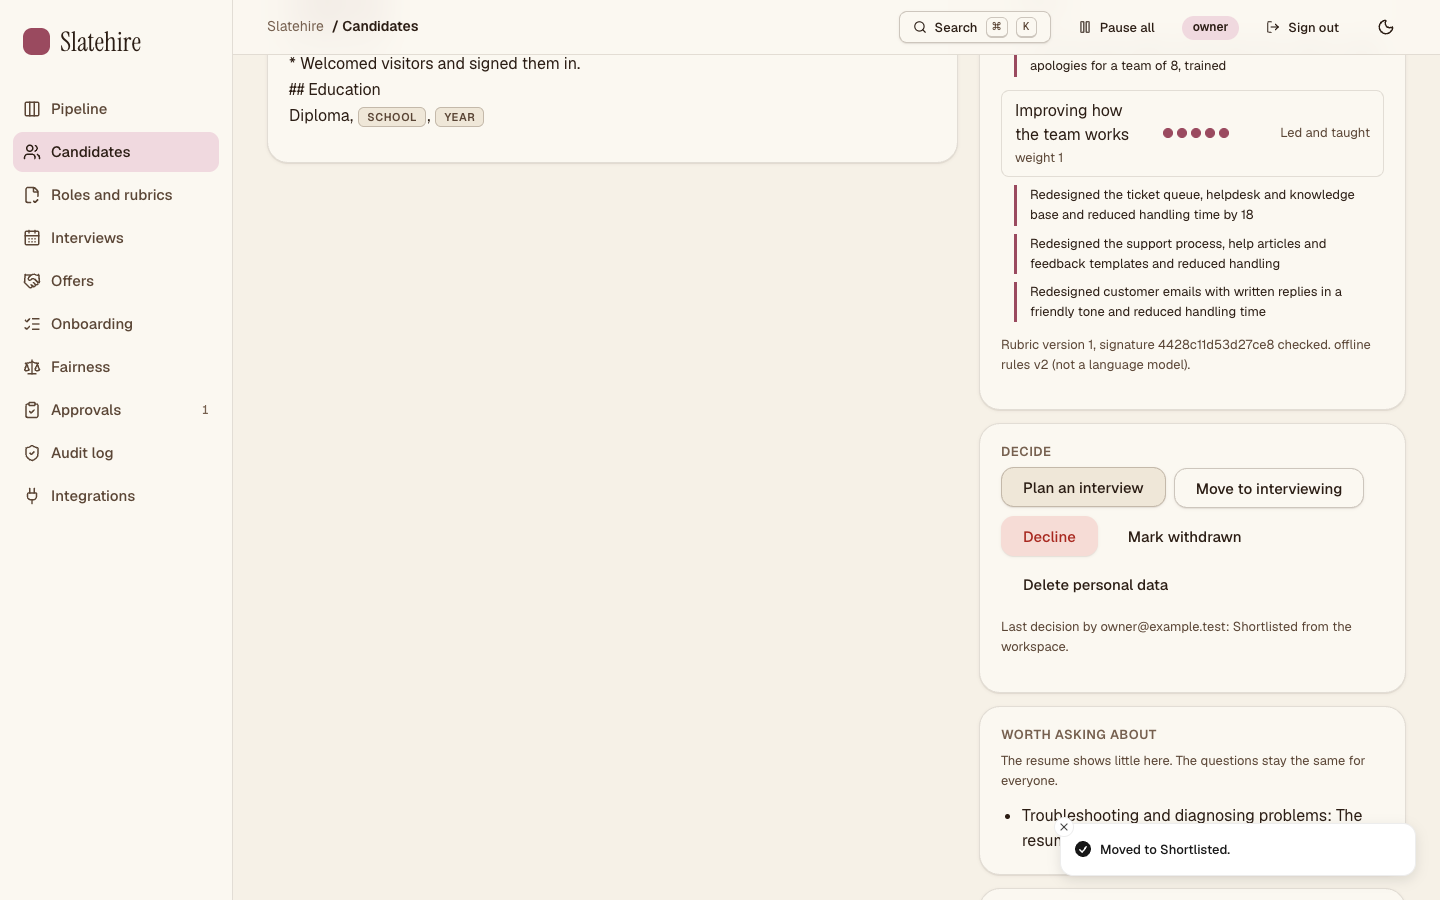 Slatehire
Pipeline
Candidates
Roles and rubrics
Interviews
Offers
Onboarding
Fairness
Approvals 1
Audit log
Integrations
Slatehire / Candidates
Search ⌘ K
Pause all
owner
Sign out
* Welcomed visitors and signed them in.
## Education
Diploma, SCHOOL , YEAR
apologies for a team of 8, trained
Improving how
the team works
weight 1
Led and taught
Redesigned the ticket queue, helpdesk and knowledge
base and reduced handling time by 18
Redesigned the support process, help articles and
feedback templates and reduced handling
Redesigned customer emails with written replies in a
friendly tone and reduced handling time
Rubric version 1, signature 4428c11d53d27ce8 checked. offline
rules v2 (not a language model).
DECIDE
Plan an interview
Move to interviewing
Decline
Mark withdrawn
Delete personal data
Last decision by owner@example.test: Shortlisted from the
workspace.
WORTH ASKING ABOUT
The resume shows little here. The questions stay the same for
everyone.
• Troubleshooting and diagnosing problems: The
Moved to Shortlisted.